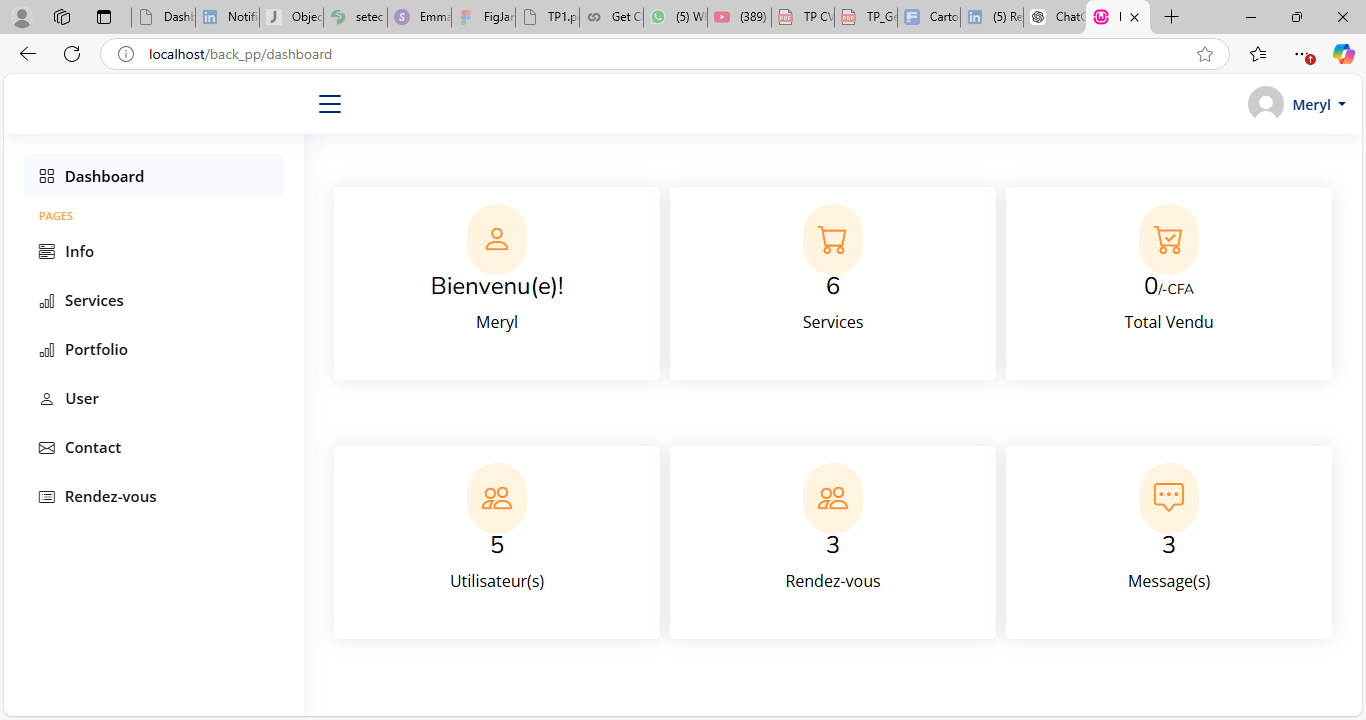 Dashb
Notifi
Objec
setec
Emma
FigJar
TP1.p
Get C
(5) W
(389)
TP CV
TP_Ge
Carto
(5) Re
ChatG
localhost/back_pp/dashboard
Meryl
Dashboard
PAGES
Info
Services
Portfolio
User
Contact
Rendez-vous
Bienvenu(e)!
Meryl
6
Services
0/-CFA
Total Vendu
5
Utilisateur(s)
3
Rendez-vous
3
Message(s)